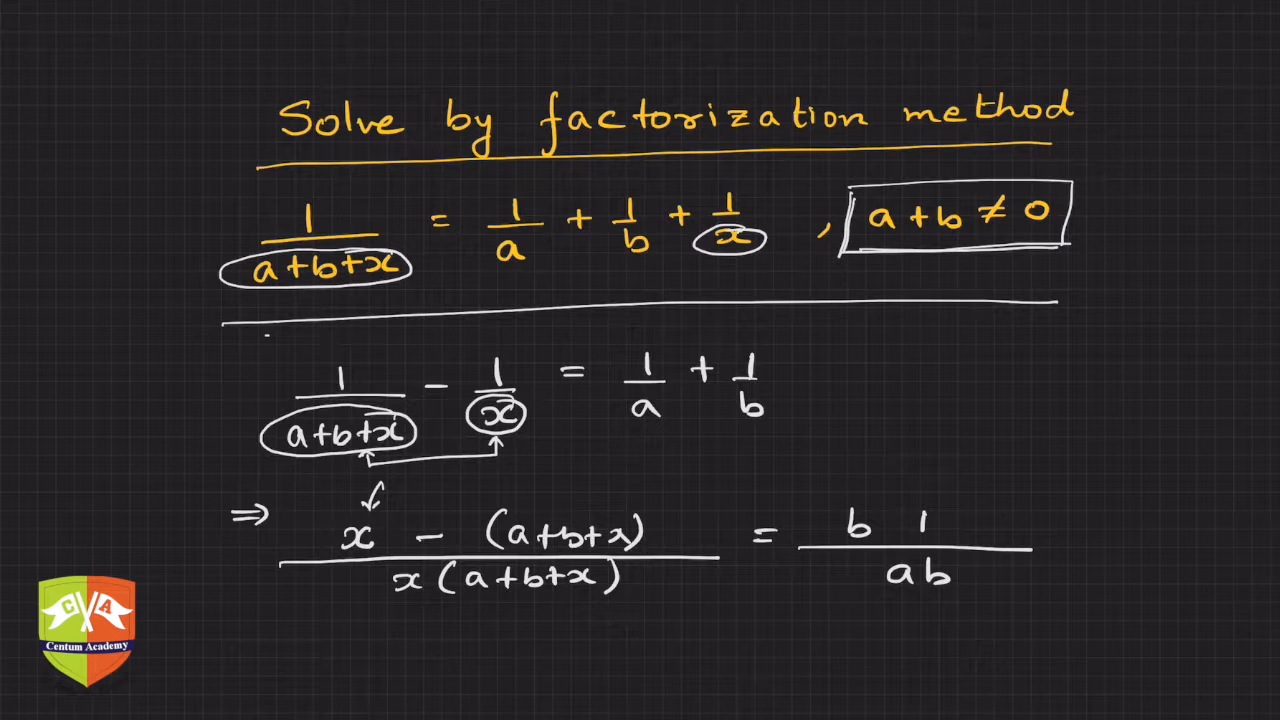 Solve by factorization method
1/(a+b+x) = 1/a + 1/b + 1/x , a+b ≠ 0
1/(a+b+x) - 1/x = 1/a + 1/b
⇒ (x - (a+b+x))/(x(a+b+x)) = (b 1)/(ab)
C A
Centum Academy